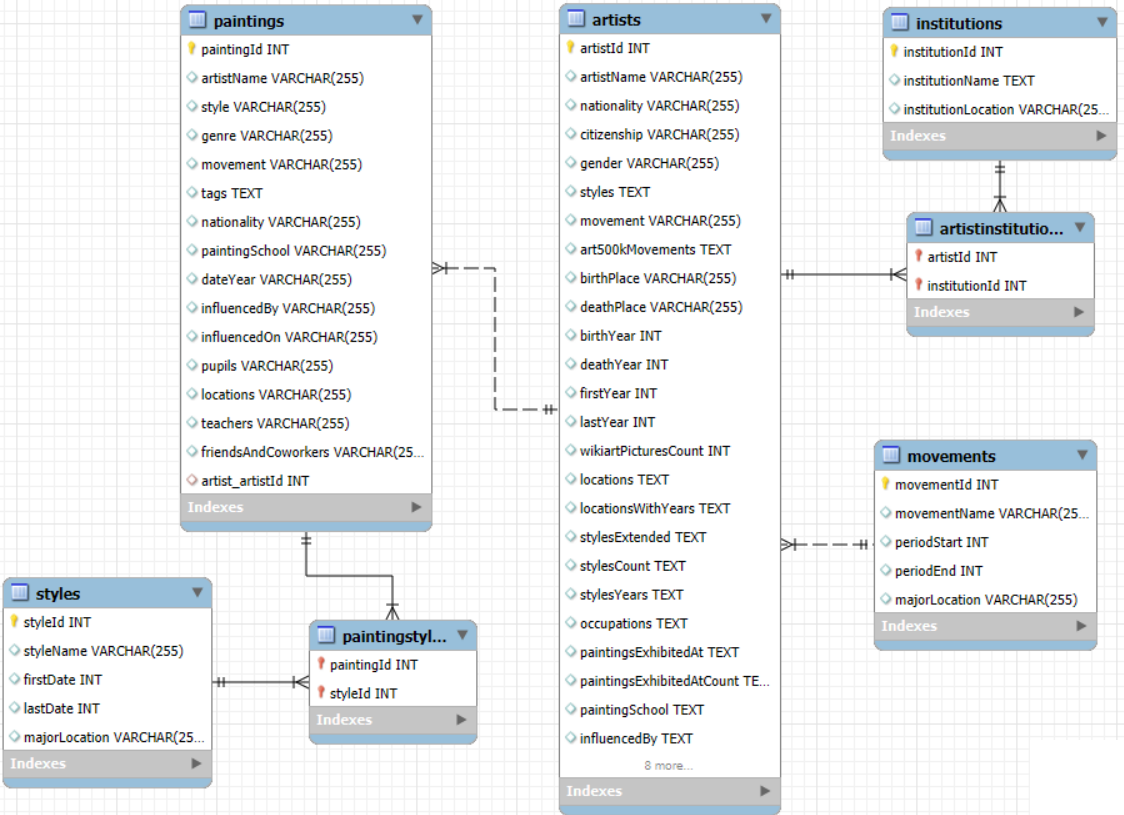 paintings
paintingId INT
artistName VARCHAR(255)
style VARCHAR(255)
genre VARCHAR(255)
movement VARCHAR(255)
tags TEXT
nationality VARCHAR(255)
paintingSchool VARCHAR(255)
dateYear VARCHAR(255)
influencedBy VARCHAR(255)
influencedOn VARCHAR(255)
pupils VARCHAR(255)
locations VARCHAR(255)
teachers VARCHAR(255)
friendsAndCoworkers VARCHAR(25...
artist_artistId INT
Indexes
styles
styleId INT
styleName VARCHAR(255)
firstDate INT
lastDate INT
majorLocation VARCHAR(25...
Indexes
paintingstyl...
paintingId INT
styleId INT
Indexes
artists
artistId INT
artistName VARCHAR(255)
nationality VARCHAR(255)
citizenship VARCHAR(255)
gender VARCHAR(255)
styles TEXT
movement VARCHAR(255)
art500kMovements TEXT
birthPlace VARCHAR(255)
deathPlace VARCHAR(255)
birthYear INT
deathYear INT
firstYear INT
lastYear INT
wikiartPicturesCount INT
locations TEXT
locationsWithYears TEXT
stylesExtended TEXT
stylesCount TEXT
stylesYears TEXT
occupations TEXT
paintingsExhibitedAt TEXT
paintingsExhibitedAtCount TE...
paintingSchool TEXT
influencedBy TEXT
8 more...
Indexes
institutions
institutionId INT
institutionName TEXT
institutionLocation VARCHAR(25...
Indexes
artistinstitutio...
artistId INT
institutionId INT
Indexes
movements
movementId INT
movementName VARCHAR(25...
periodStart INT
periodEnd INT
majorLocation VARCHAR(255)
Indexes